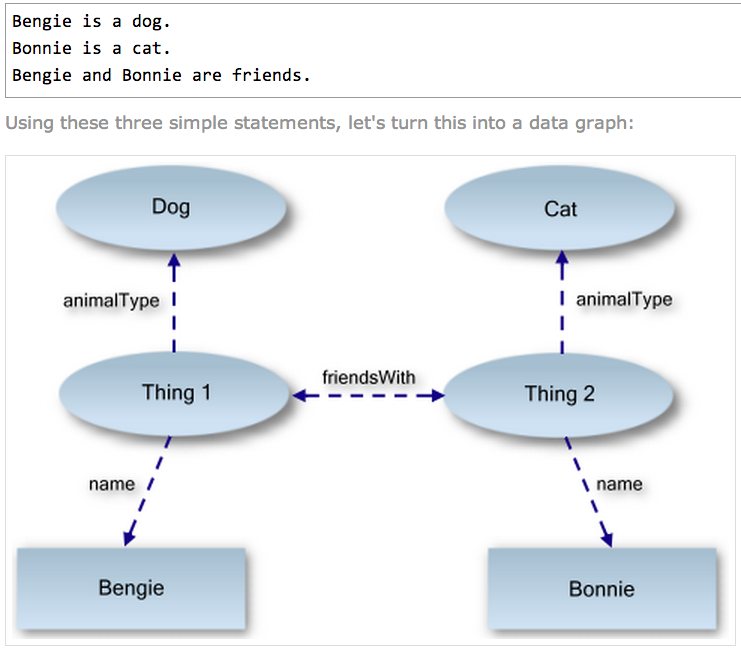 Bengie is a dog.
Bonnie is a cat.
Bengie and Bonnie are friends.
Using these three simple statements, let's turn this into a data graph:
Dog
Cat
animalType
animalType
friendsWith
Thing 1
Thing 2
name
name
Bengie
Bonnie